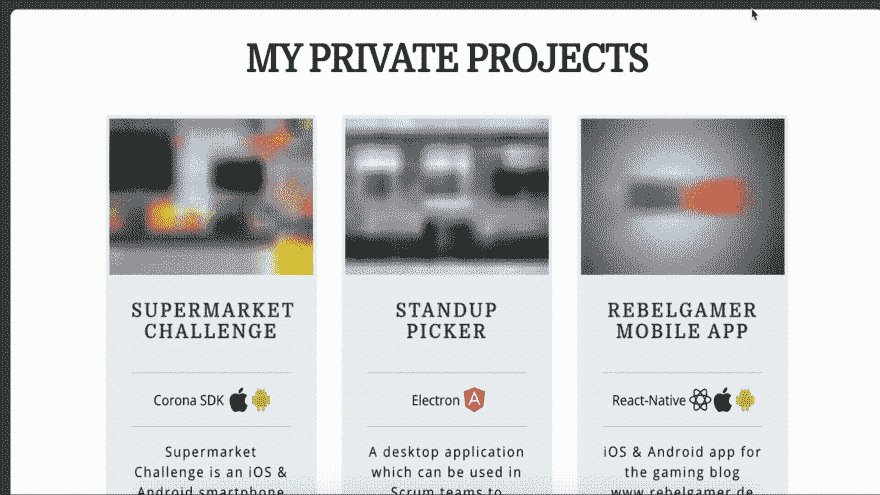 MY PRIVATE PROJECTS
SUPERMARKET
CHALLENGE
Corona SDK
Supermarket
Challenge is an iOS &
Android smartphone
STANDUP
PICKER
Electron
A
A desktop application
which can be used in
Scrum teams to
REBELGAMER
MOBILE APP
React-Native
iOS & Android app for
the gaming blog
www.rebelgamer.de